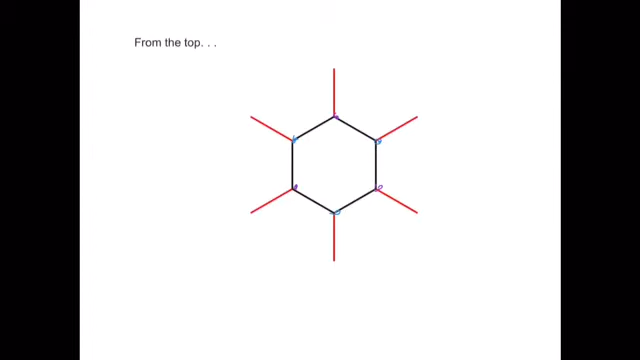 From the top. . .